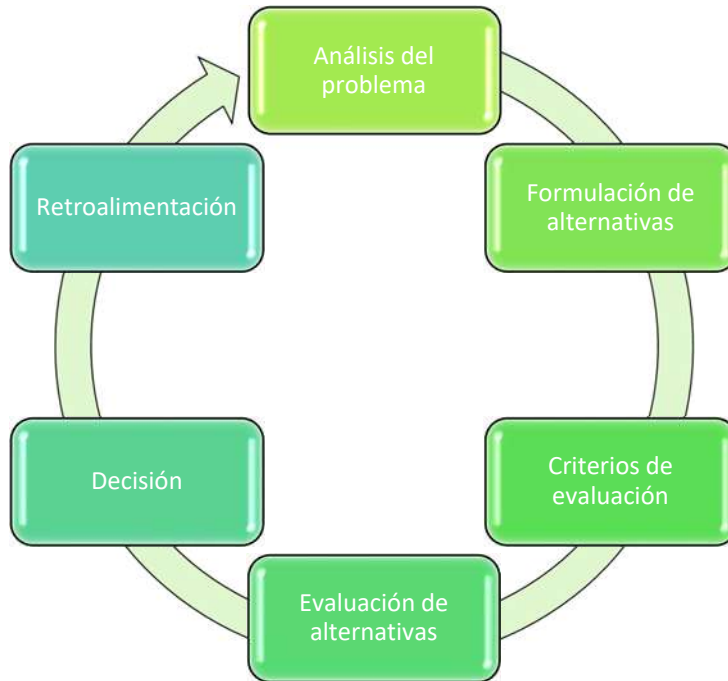 Análisis del
problema
Formulación de
alternativas
Criterios de
evaluación
Evaluación de
alternativas
Decisión
Retroalimentación